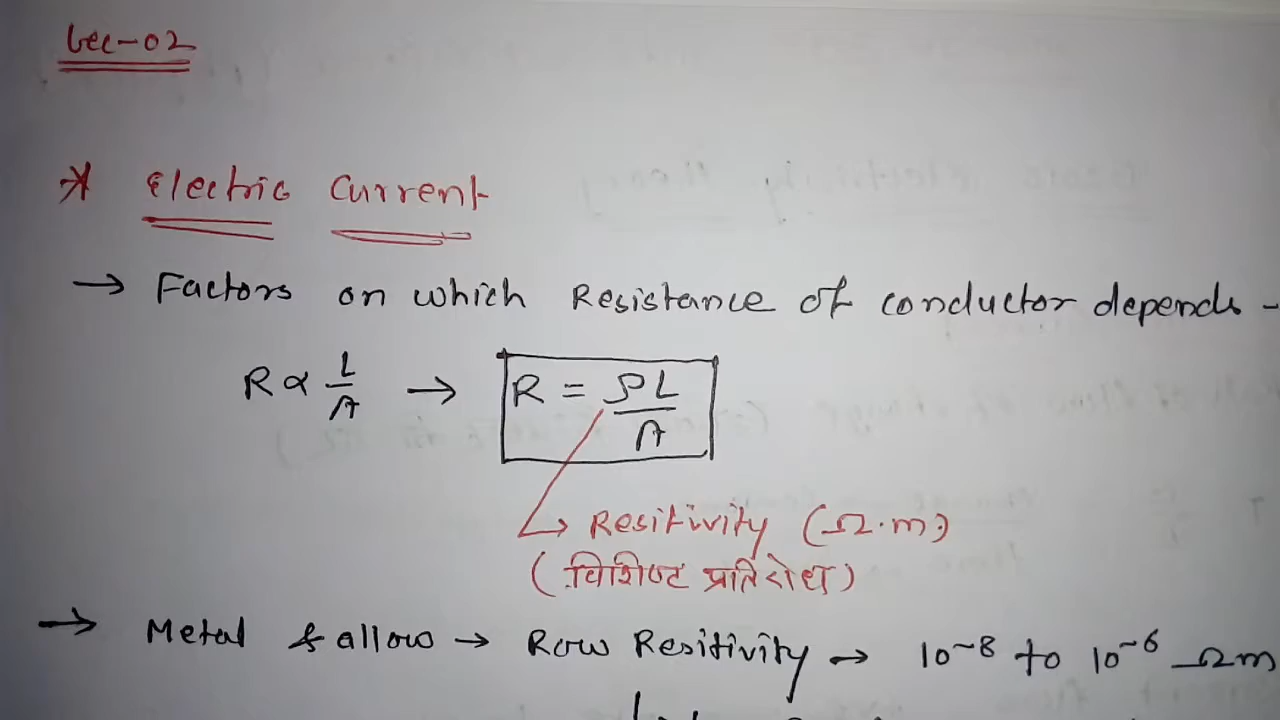 Lec-02
* Electric Current
→ Factors on which Resistance of conductor depends -
R ∝ L/A → R = ρL/A
↳ Resitivity (Ω.m)
(विशिष्ट प्रतिरोध)
→ Metal & allow → Row Resitivity → 10^-8 to 10^-6 Ωm